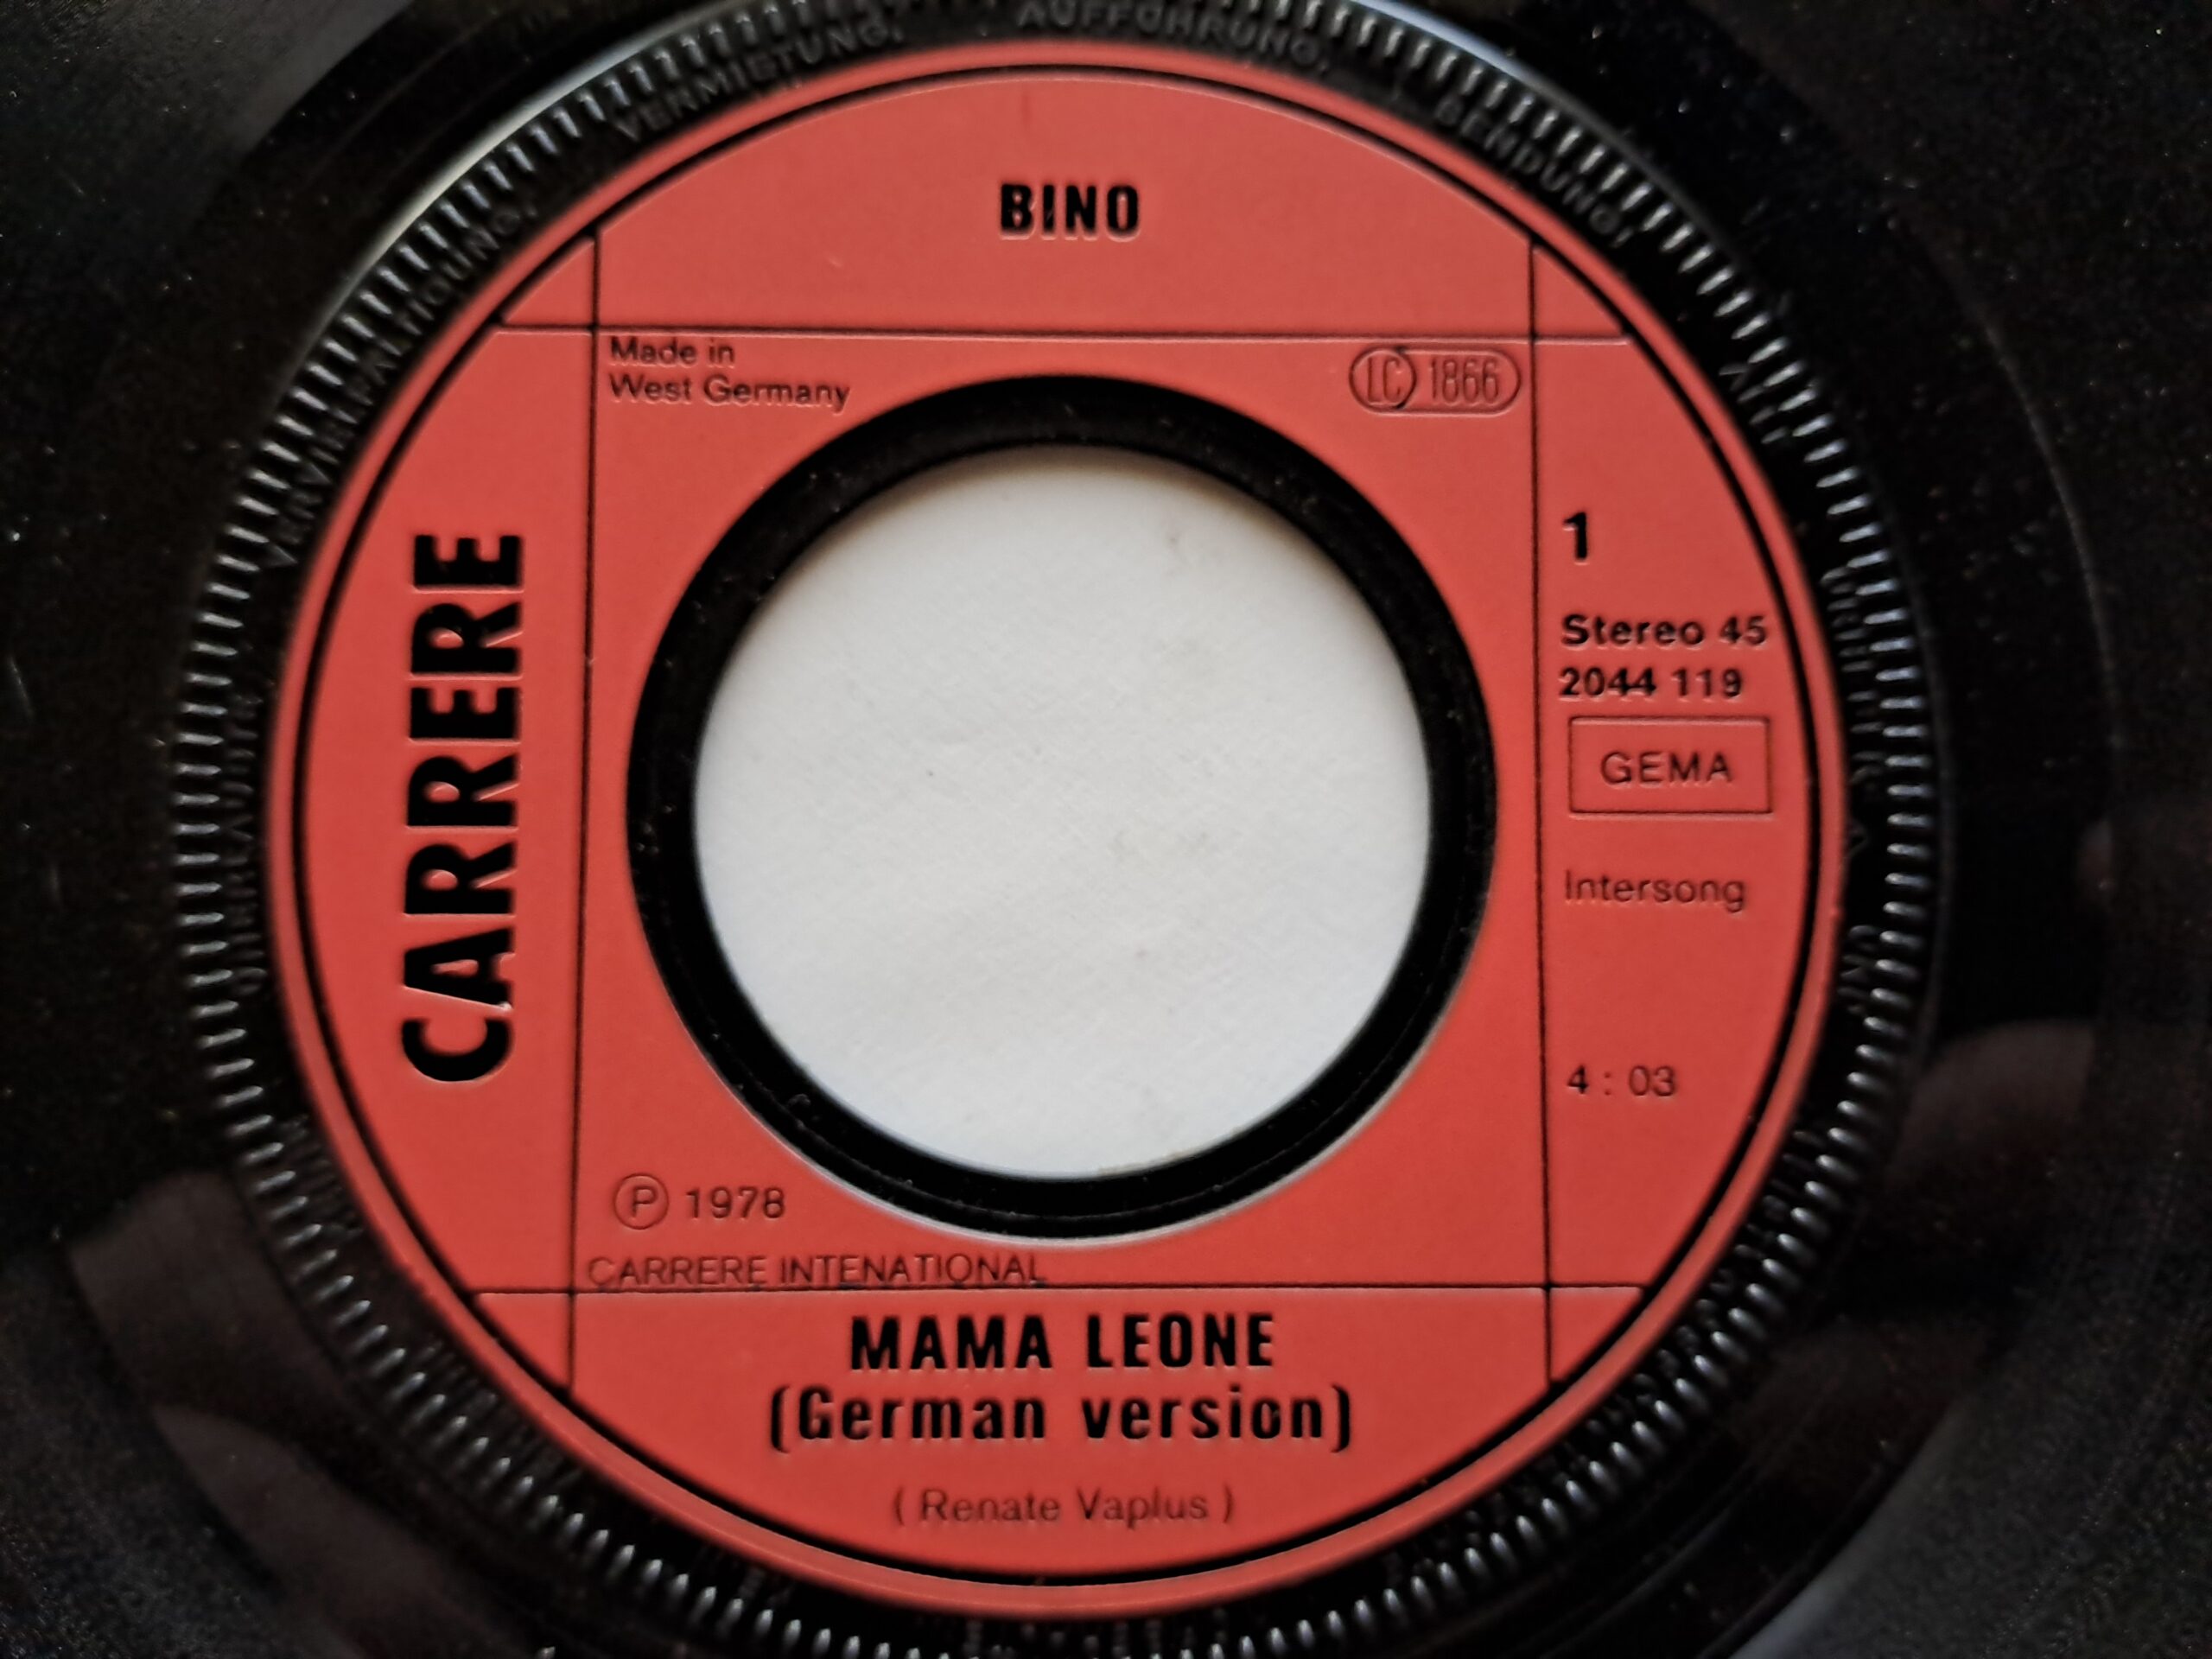 VERVIELFÄLTIGUNG,
VERMIETUNG,
AUFFÜHRUNG,
SENDUNG,
BINO
Made in
West Germany
LC 1866
CARRERE
1
Stereo 45
2044 119
GEMA
Intersong
4 : 03
Ⓟ 1978
CARRERE INTENATIONAL
MAMA LEONE
(German version)
( Renate Vaplus )